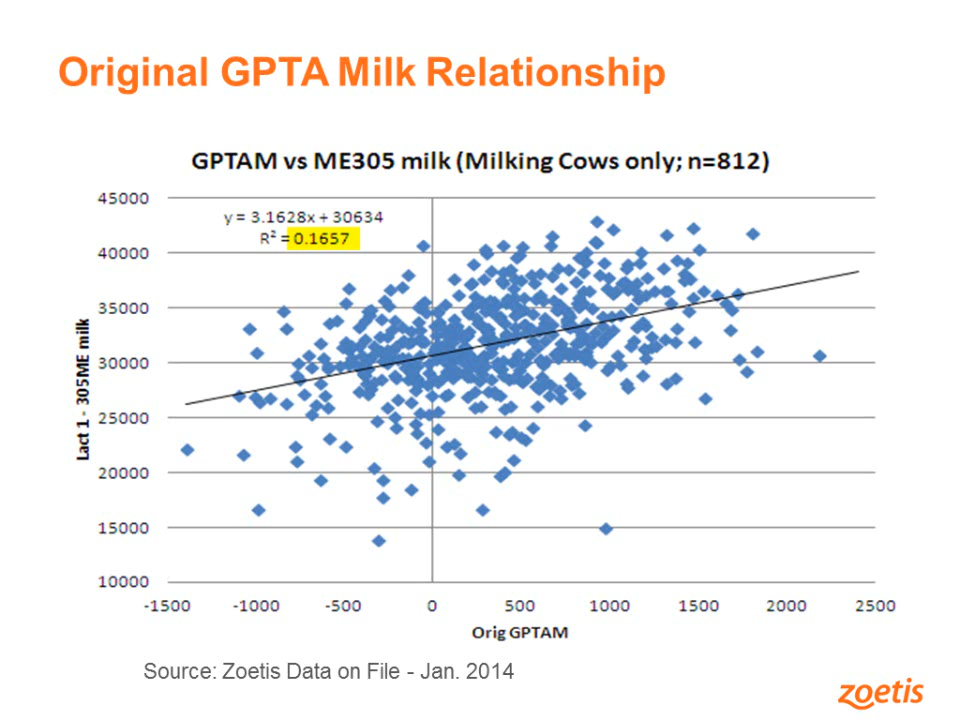 Original GPTA Milk Relationship
GPTAM vs ME305 milk (Milking Cows only; n=812)
y = 3.1628x + 30634
R² = 0.1657
45000
40000
35000
30000
25000
20000
15000
10000
Lact 1 - 305ME milk
-1500 -1000 -500 0 500 1000 1500 2000 2500
Orig GPTAM
Source: Zoetis Data on File - Jan. 2014
zoetis